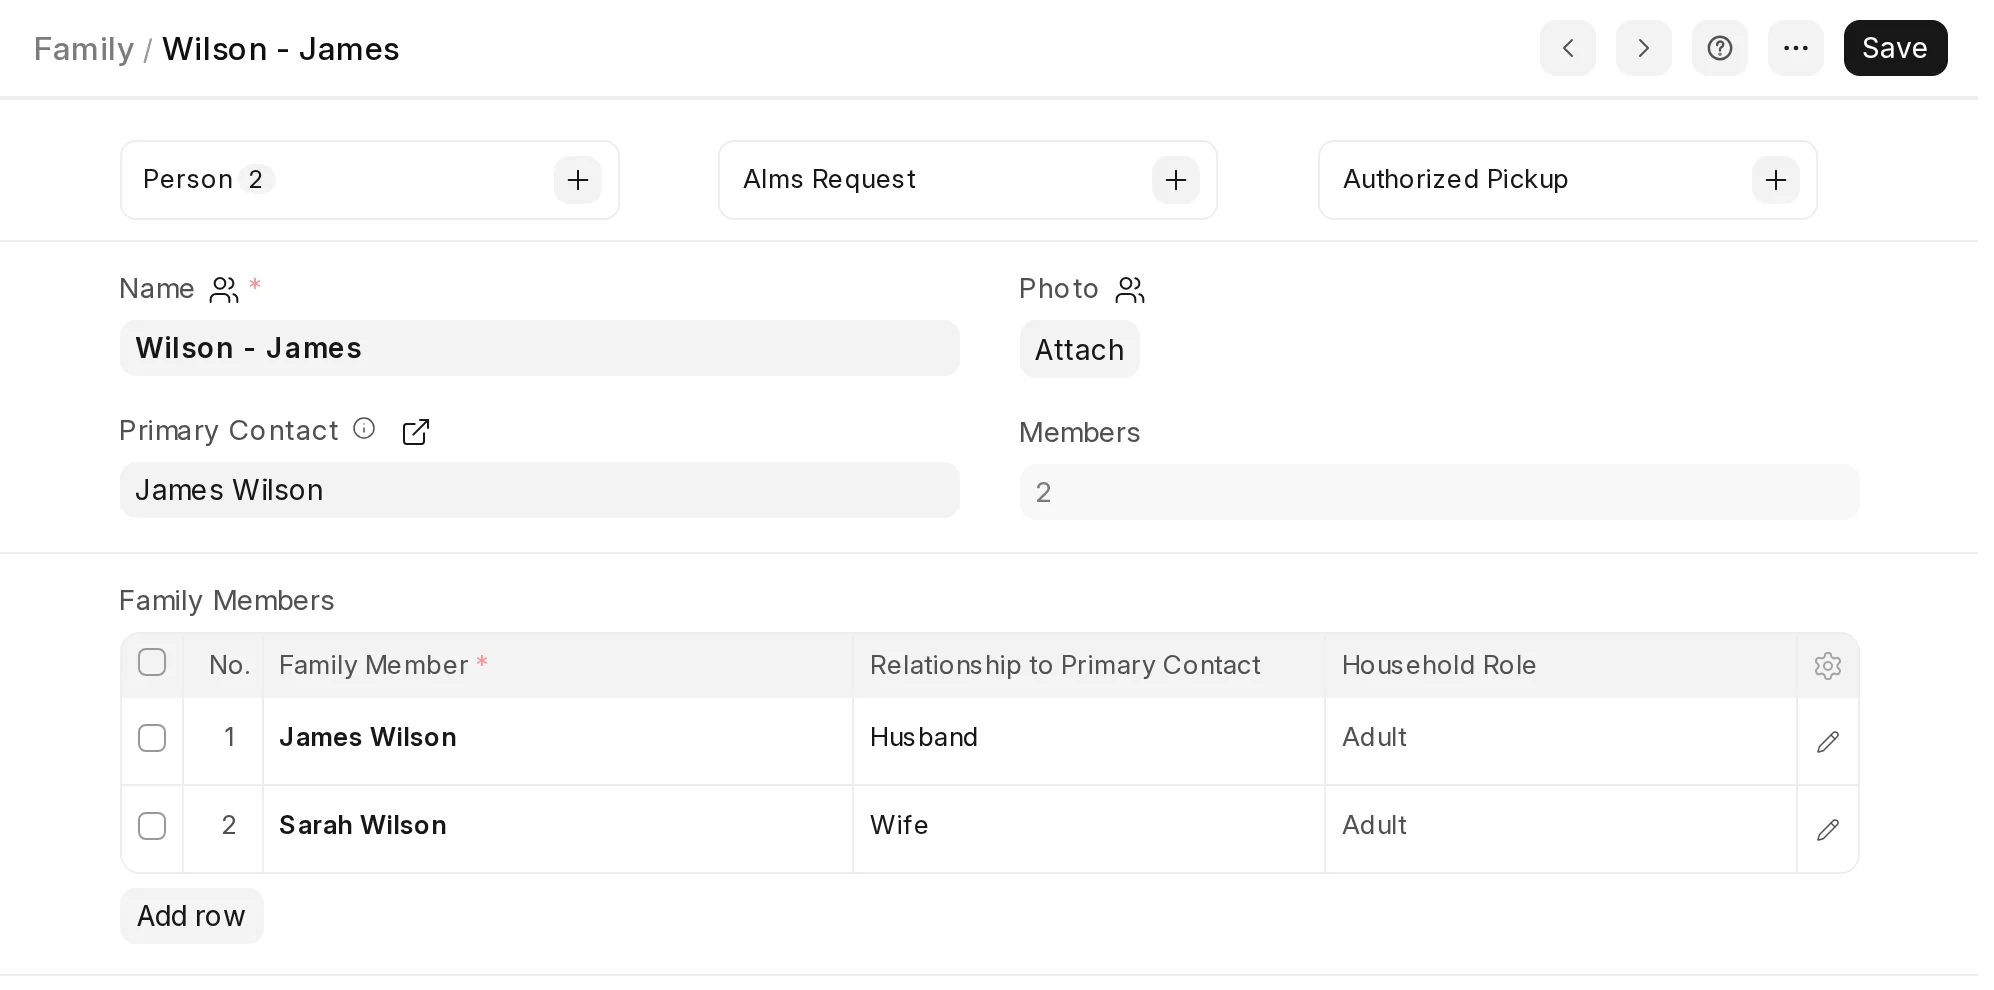 Family / Wilson - James
Save
Person 2
Alms Request
Authorized Pickup
Name *
Photo
Wilson - James
Attach
Primary Contact
Members
James Wilson
2
Family Members
No. Family Member * Relationship to Primary Contact Household Role
1 James Wilson Husband Adult
2 Sarah Wilson Wife Adult
Add row